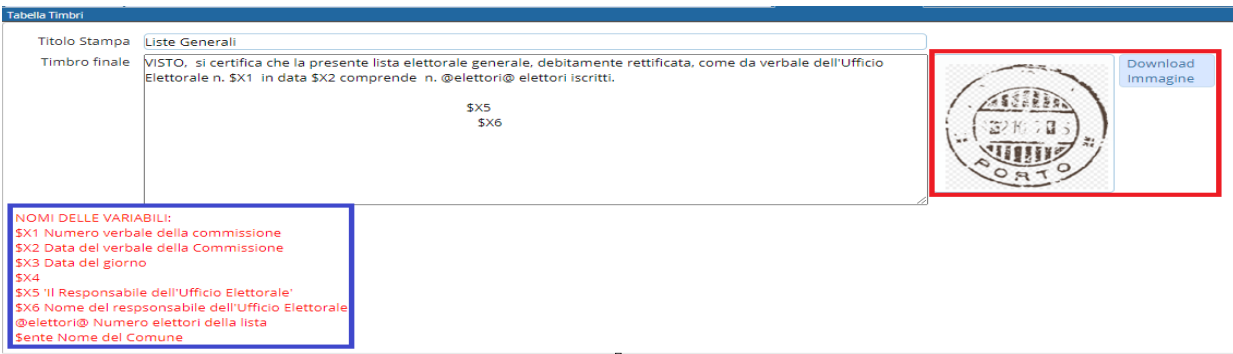 Tabella Timbri
Titolo Stampa Liste Generali
Timbro finale VISTO, si certifica che la presente lista elettorale generale, debitamente rettificata, come da verbale dell'Ufficio
Elettorale n. $X1 in data $X2 comprende n. @elettori@ elettori iscritti.
$X5
$X6
PORTO
Download
Immagine
NOMI DELLE VARIABILI:
$X1 Numero verbale della commissione
$X2 Data del verbale della Commissione
$X3 Data del giorno
$X4
$X5 'Il Responsabile dell'Ufficio Elettorale'
$X6 Nome del respsonsabile dell'Ufficio Elettorale
@elettori@ Numero elettori della lista
$ente Nome del Comune